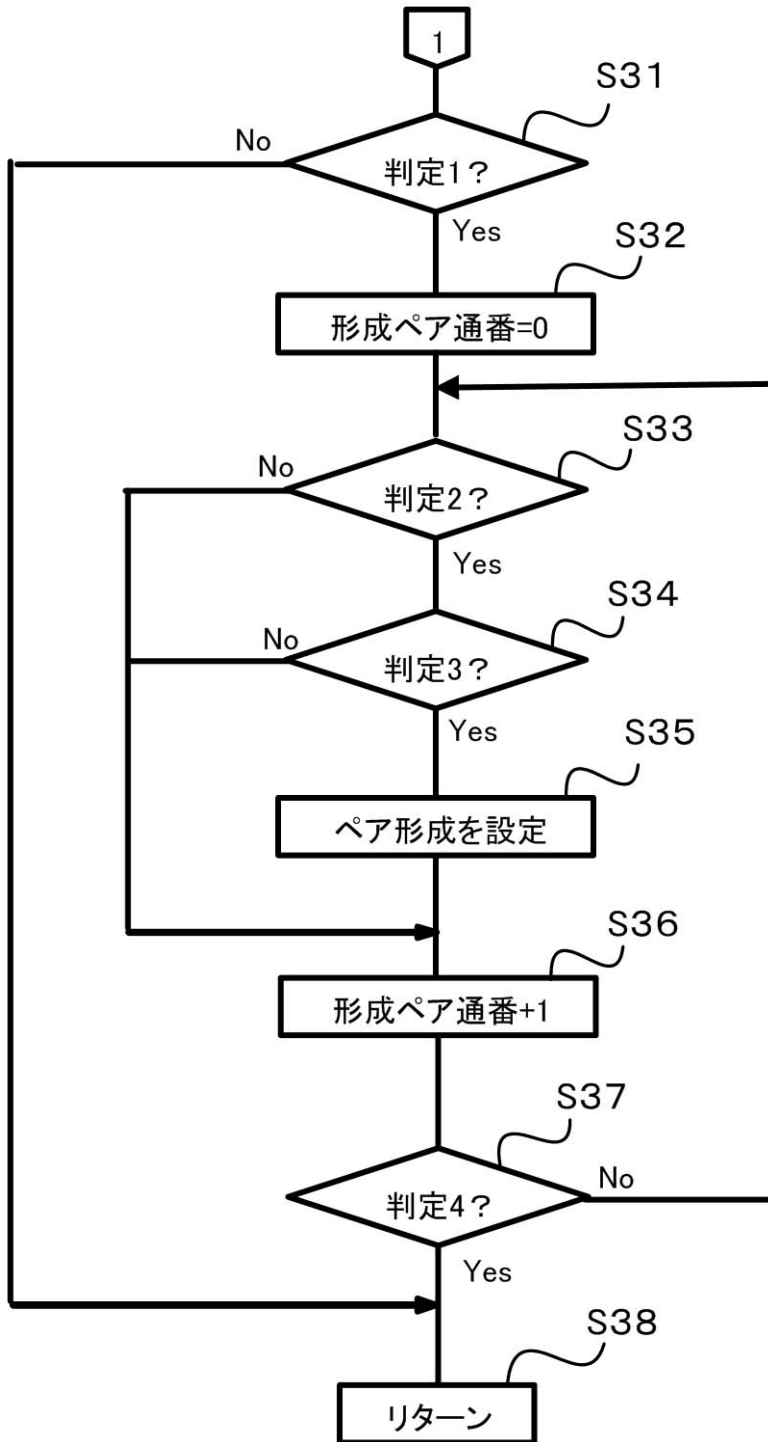 1
S31
No
判定1?
Yes
S32
形成ペア通番=0
S33
No
判定2?
Yes
S34
No
判定3?
Yes
S35
ペア形成を設定
S36
形成ペア通番+1
S37
判定4?
No
Yes
S38
リターン